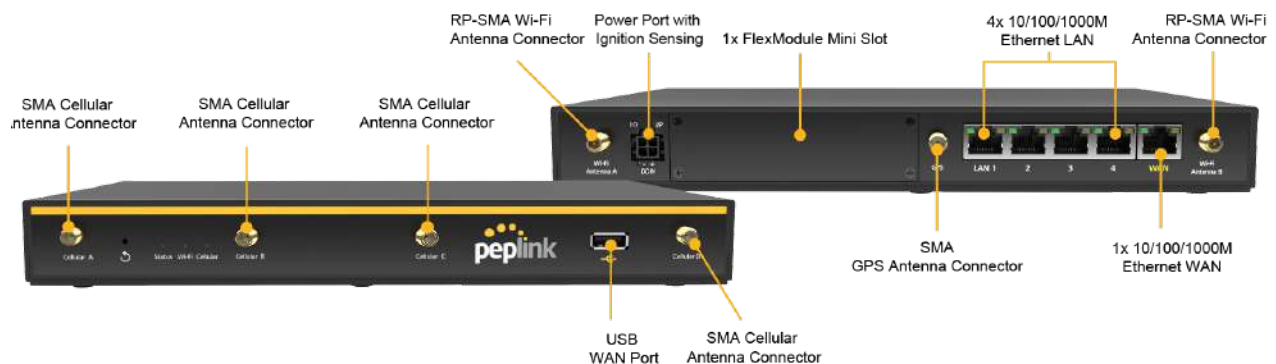 RP-SMA Wi-Fi
Antenna Connector
Power Port with
Ignition Sensing
1x FlexModule Mini Slot
4x 10/100/1000M
Ethernet LAN
RP-SMA Wi-Fi
Antenna Connector
SMA Cellular
Antenna Connector
SMA Cellular
Antenna Connector
SMA Cellular
Antenna Connector
I/O I/P
Wi-Fi
Antenna A
DCIN
GPS
LAN 1
2
3
4
WAN
Wi-Fi
Antenna B
Cellular A
Status Wi-Fi Cellular
Cellular B
Cellular C
peplink
Cellular D
SMA
GPS Antenna Connector
1x 10/100/1000M
Ethernet WAN
USB
WAN Port
SMA Cellular
Antenna Connector